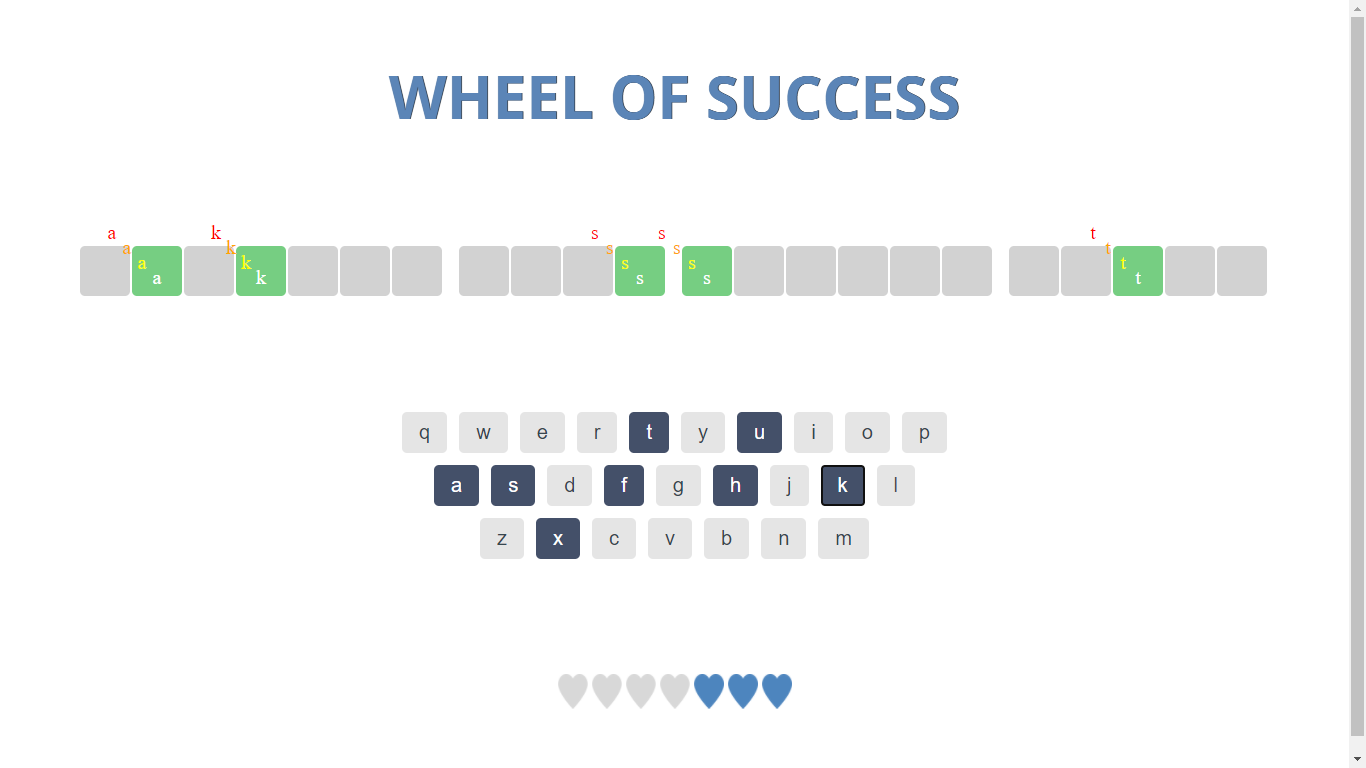 WHEEL OF SUCCESS
a k s s t
a k s s t
a k s s t
a k s s t
q w e r t y u i o p
a s d f g h j k l
z x c v b n m